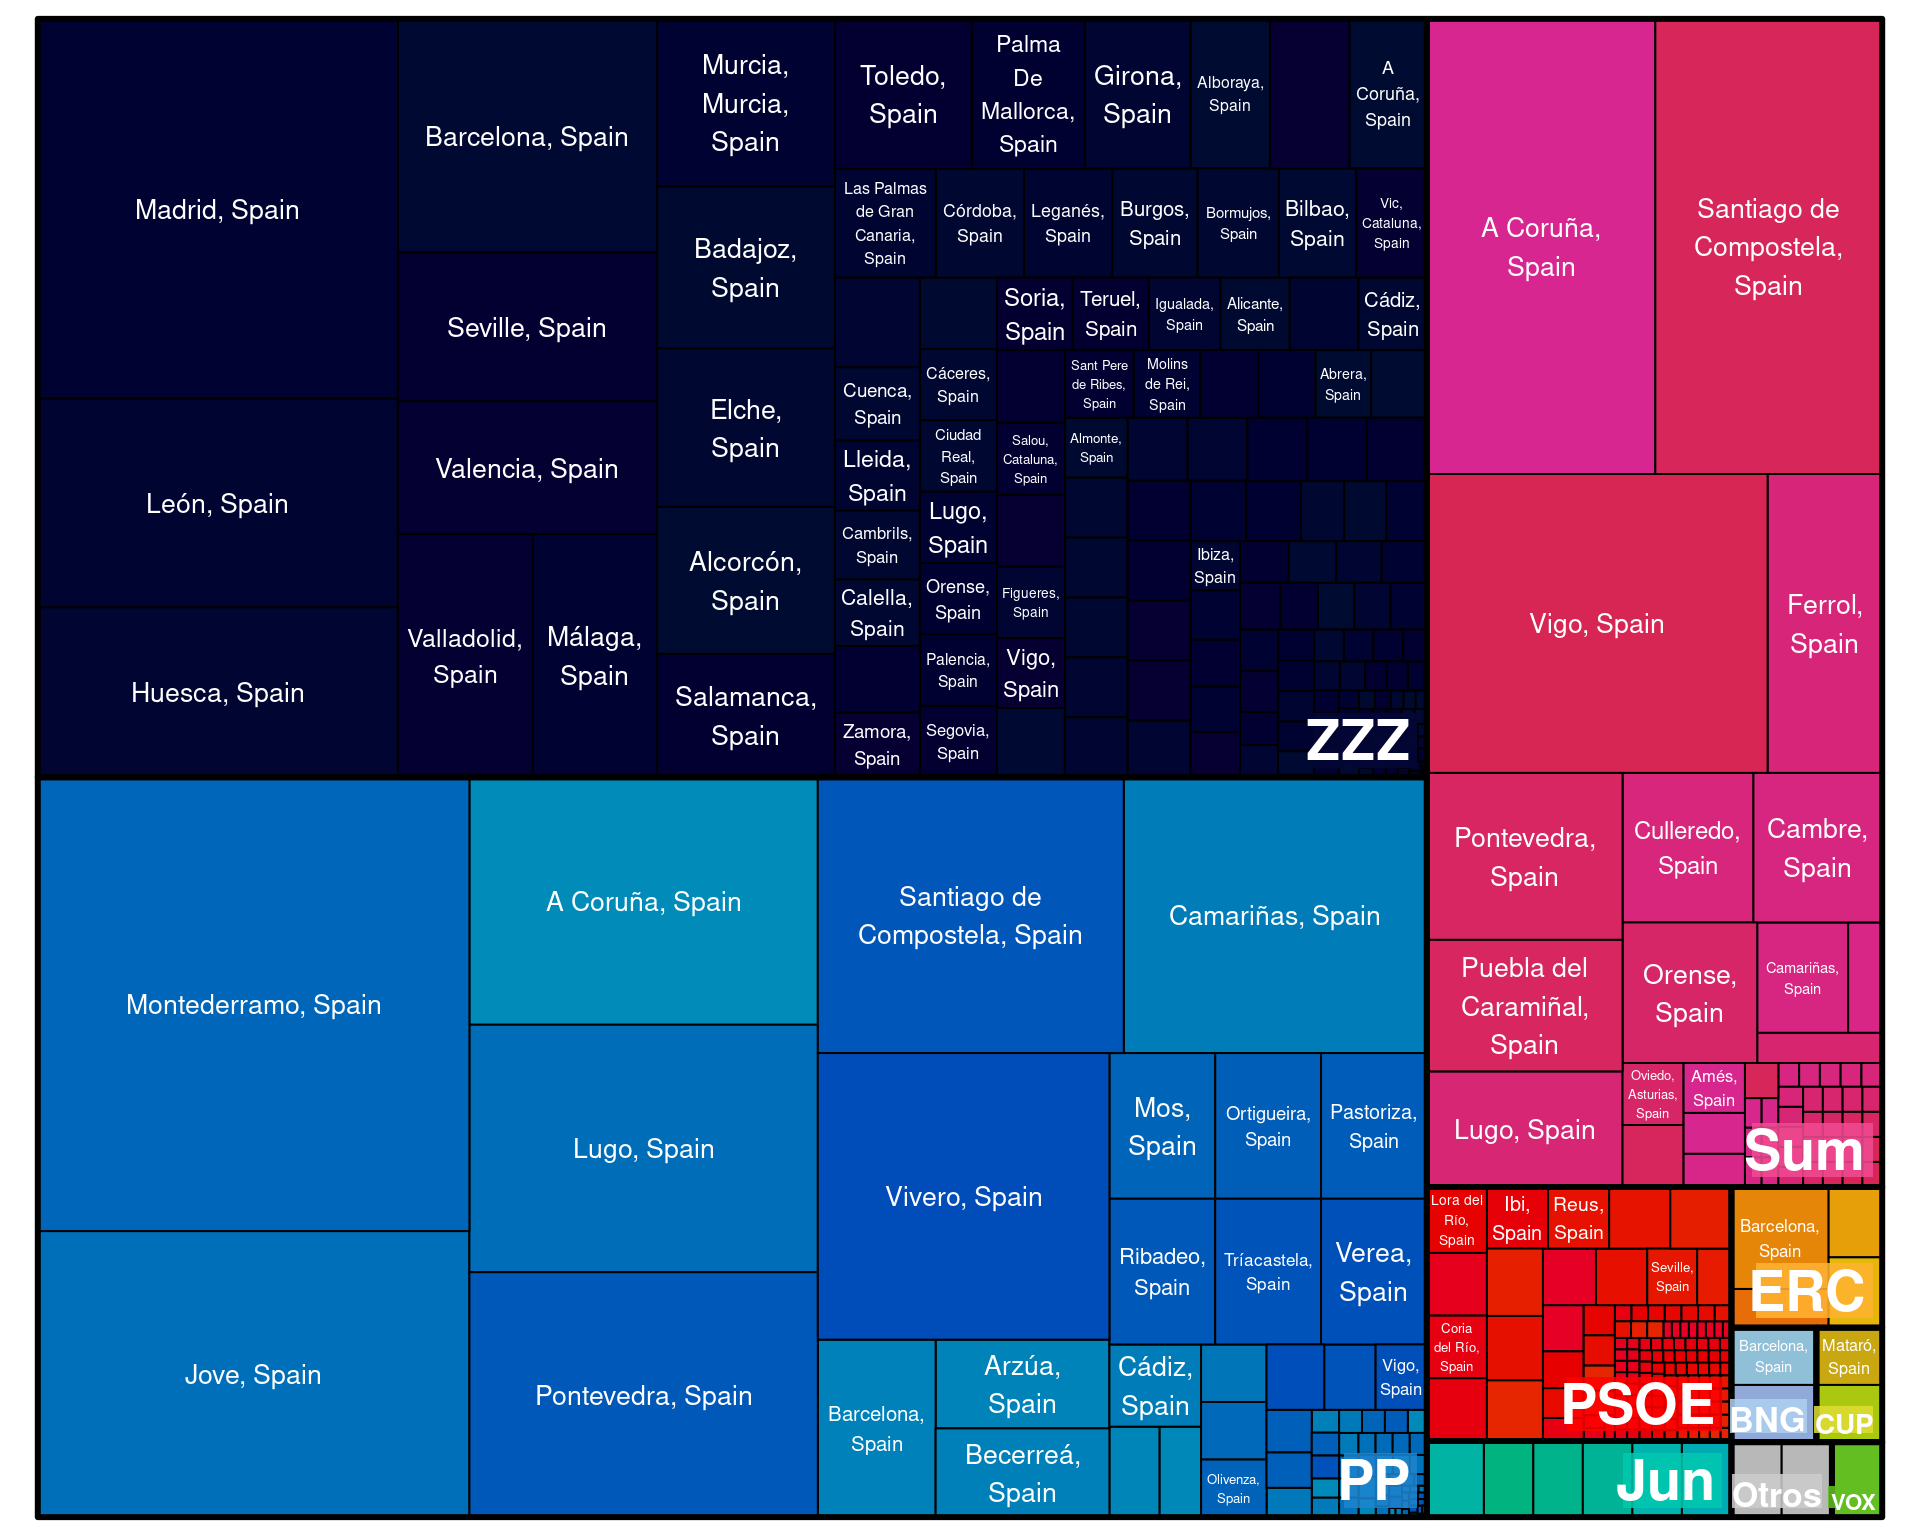 Madrid, Spain
León, Spain
Huesca, Spain
Barcelona, Spain
Seville, Spain
Valencia, Spain
Valladolid,
Spain
Málaga,
Spain
Murcia,
Murcia,
Spain
Badajoz,
Spain
Elche,
Spain
Alcorcón,
Spain
Salamanca,
Spain
Toledo,
Spain
Palma
De
Mallorca,
Spain
Girona,
Spain
Alboraya,
Spain
A
Coruña,
Spain
Las Palmas
de Gran
Canaria,
Spain
Córdoba,
Spain
Leganés,
Spain
Burgos,
Spain
Bormujos,
Spain
Bilbao,
Spain
Vic,
Cataluna,
Spain
Cuenca,
Spain
Lleida,
Spain
Cambrils,
Spain
Calella,
Spain
Zamora,
Spain
Cáceres,
Spain
Ciudad
Real,
Spain
Lugo,
Spain
Orense,
Spain
Palencia,
Spain
Segovia,
Spain
Soria,
Spain
Teruel,
Spain
Igualada,
Spain
Alicante,
Spain
Cádiz,
Spain
Salou,
Cataluna,
Spain
Figueres,
Spain
Vigo,
Spain
Sant Pere
de Ribes,
Spain
Molins
de Rei,
Spain
Abrera,
Spain
Almonte,
Spain
Ibiza,
Spain
ZZZ
Montederramo, Spain
Jove, Spain
A Coruña, Spain
Lugo, Spain
Pontevedra, Spain
Santiago de
Compostela, Spain
Camariñas, Spain
Vivero, Spain
Mos,
Spain
Ortigueira,
Spain
Pastoriza,
Spain
Ribadeo,
Spain
Tríacastela,
Spain
Verea,
Spain
Barcelona,
Spain
Arzúa,
Spain
Becerreá,
Spain
Cádiz,
Spain
Vigo,
Spain
Olivenza,
Spain
PP
A Coruña,
Spain
Santiago de
Compostela,
Spain
Vigo, Spain
Ferrol,
Spain
Pontevedra,
Spain
Puebla del
Caramiñal,
Spain
Lugo, Spain
Culleredo,
Spain
Cambre,
Spain
Orense,
Spain
Camariñas,
Spain
Oviedo,
Asturias,
Spain
Amés,
Spain
Sum
Lora del
Río,
Spain
Ibi,
Spain
Reus,
Spain
Seville,
Spain
Coria
del Río,
Spain
PSOE
Barcelona,
Spain
ERC
Barcelona,
Spain
BNG
Mataró,
Spain
CUP
Jun
Otros
VOX